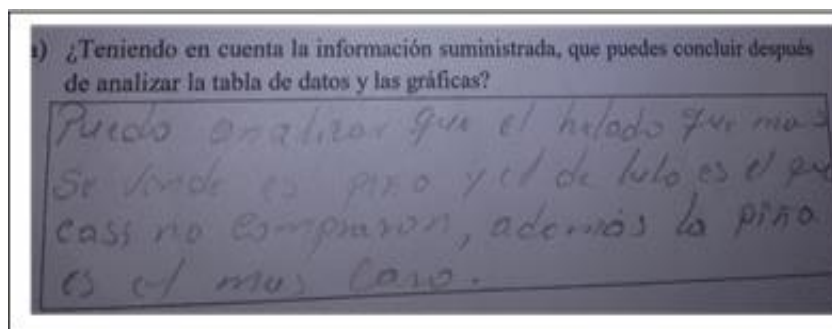 a) ¿Teniendo en cuenta la información suministrada, que puedes concluir después
de analizar la tabla de datos y las gráficas?
Puedo analizar que el helado que mas
se vende es piño y el de lulo es el que
casi no compraron, además la piño
es el mas caro.